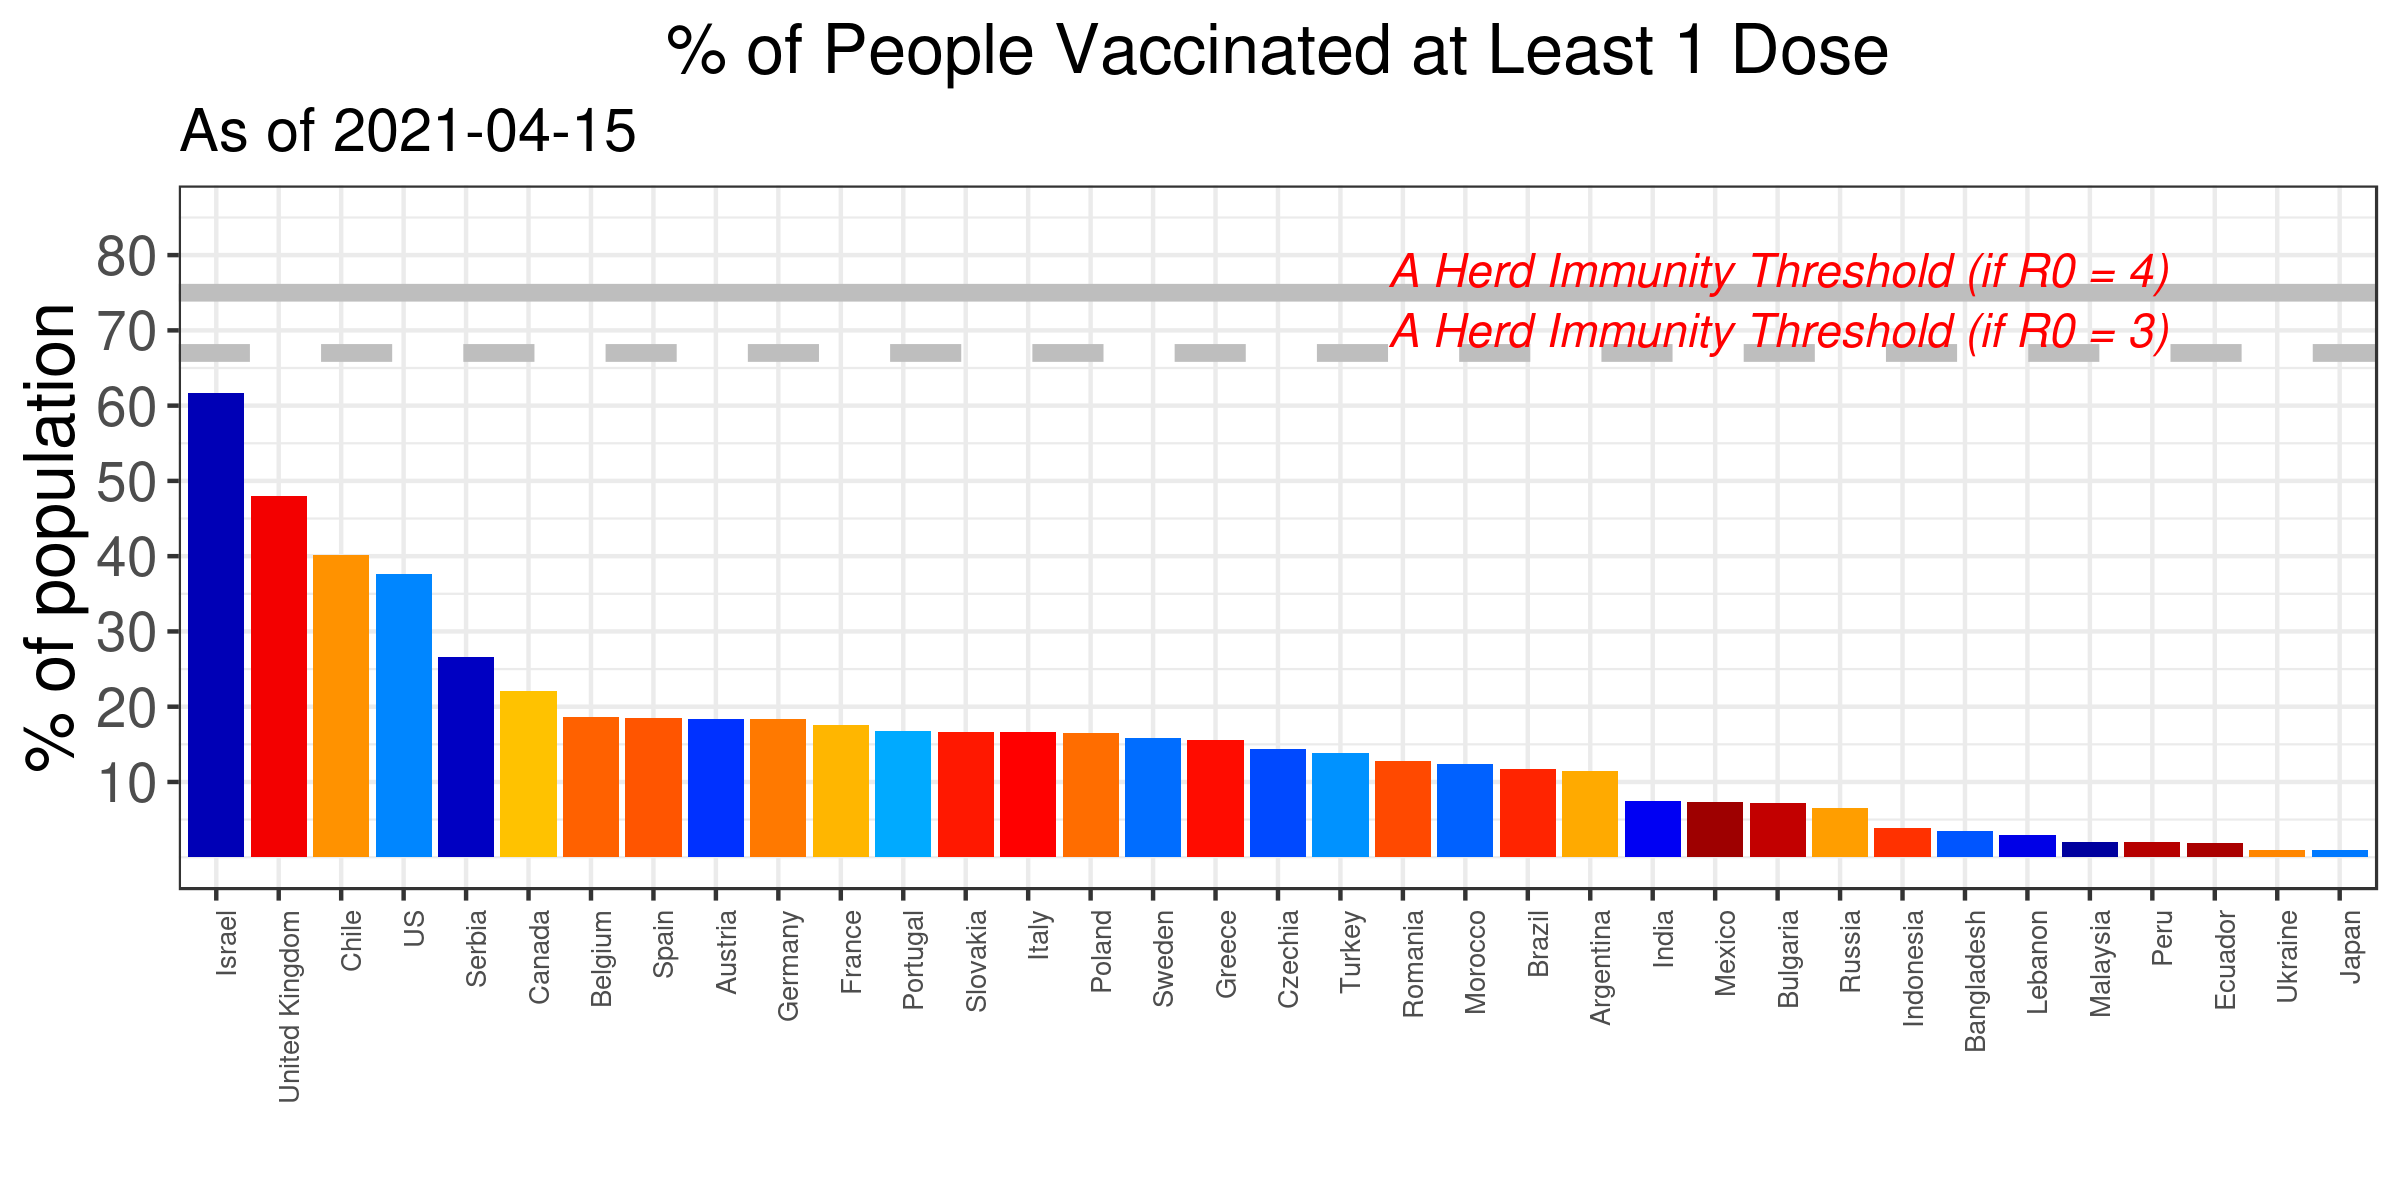 % of People Vaccinated at Least 1 Dose
As of 2021-04-15
% of population
80
70
60
50
40
30
20
10
A Herd Immunity Threshold (if R0 = 4)
A Herd Immunity Threshold (if R0 = 3)
Israel
United Kingdom
Chile
US
Serbia
Canada
Belgium
Spain
Austria
Germany
France
Portugal
Slovakia
Italy
Poland
Sweden
Greece
Czechia
Turkey
Romania
Morocco
Brazil
Argentina
India
Mexico
Bulgaria
Russia
Indonesia
Bangladesh
Lebanon
Malaysia
Peru
Ecuador
Ukraine
Japan